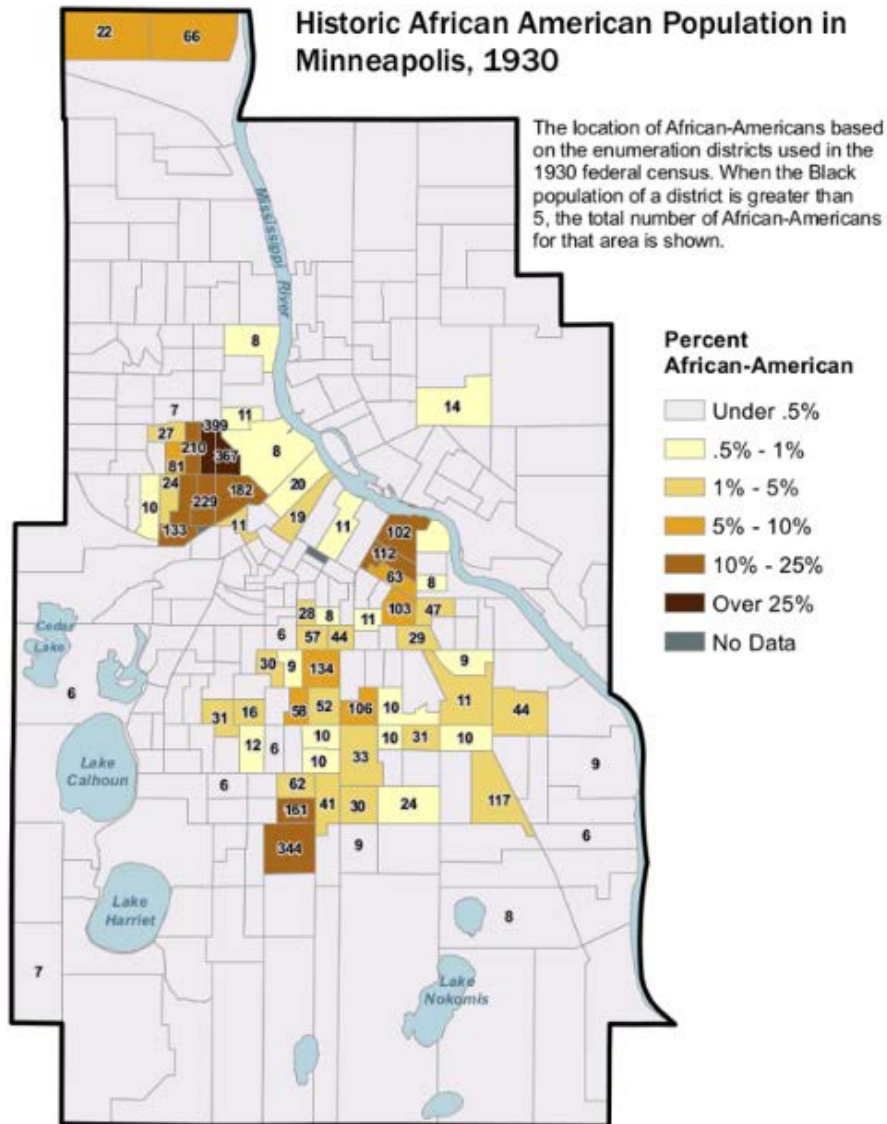 Historic African American Population in
Minneapolis, 1930
The location of African-Americans based
on the enumeration districts used in the
1930 federal census. When the Black
population of a district is greater than
5, the total number of African-Americans
for that area is shown.
Percent
African-American
Under .5%
.5% - 1%
1% - 5%
5% - 10%
10% - 25%
Over 25%
No Data
22 66
Mississippi River
8
14
7 11
399
27 210 367 8
81
24 182 20
10 229
133 11 19 11 102
112
63 8
28 8 11 103 47
6 57 44 29
Cedar
Lake
30 9 134 9
6
58 52 106 10 11 44
31 16
12 6 10 10 31 10
10 33
Lake
Calhoun
9
6 62
161 41 30 24 117
344 9 6
Lake
Harriet
8
7
Lake
Nokomis